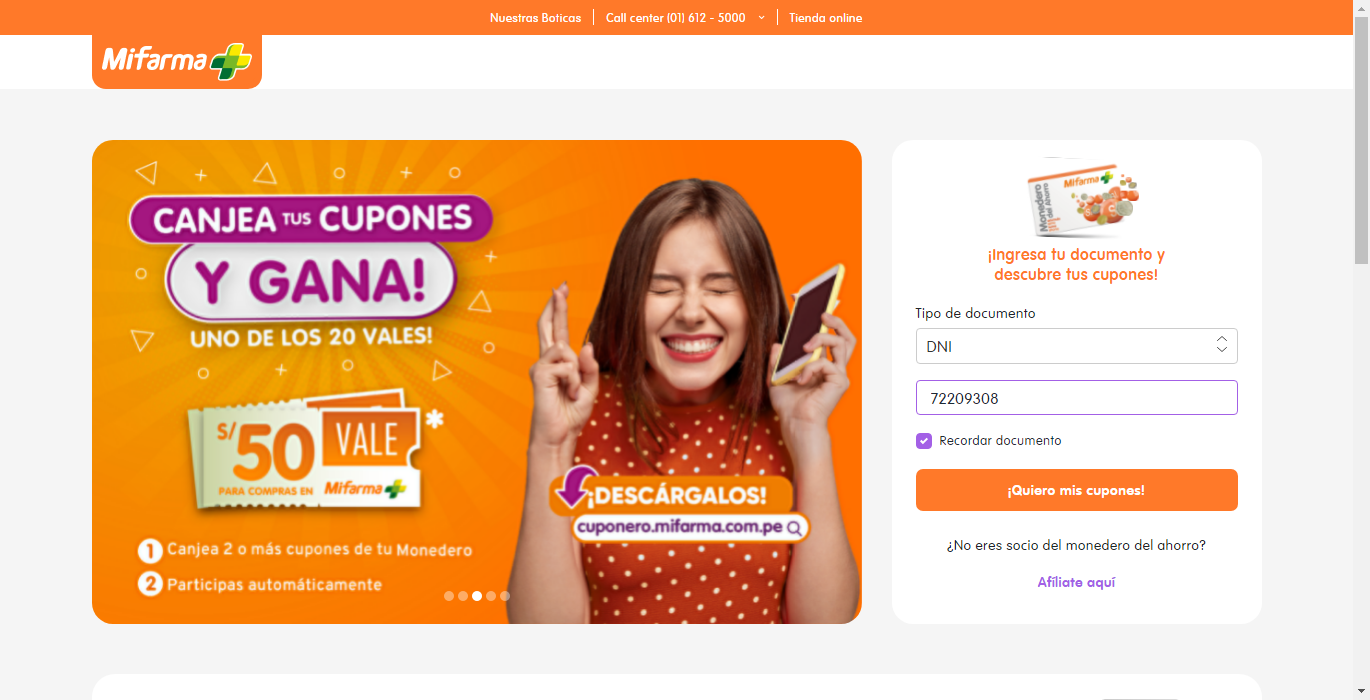 Nuestras Boticas
Call center (01) 612 - 5000
Tienda online
Mifarma
CANJEA TUS CUPONES
Y GANA!
UNO DE LOS 20 VALES!
S/50
VALE
*
PARA COMPRAS EN Mifarma
¡DESCÁRGALOS!
cuponero.mifarma.com.pe
1 Canjea 2 o más cupones de tu Monedero
2 Participas automáticamente
Monedero
del Ahorro
Mifarma
¡Ingresa tu documento y
descubre tus cupones!
Tipo de documento
DNI
72209308
Recordar documento
¡Quiero mis cupones!
¿No eres socio del monedero del ahorro?
Afíliate aquí